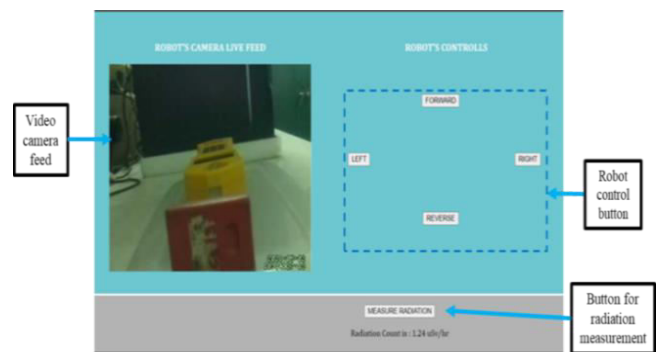 ROBOT'S CAMERA LIVE FEED
ROBOT'S CONTROLLS
Video
camera
feed
FORWARD
LEFT
RIGHT
REVERSE
Robot
control
button
MEASURE RADIATION
Radiation Count is : 1.24 uSv/hr
Button for
radiation
measurement